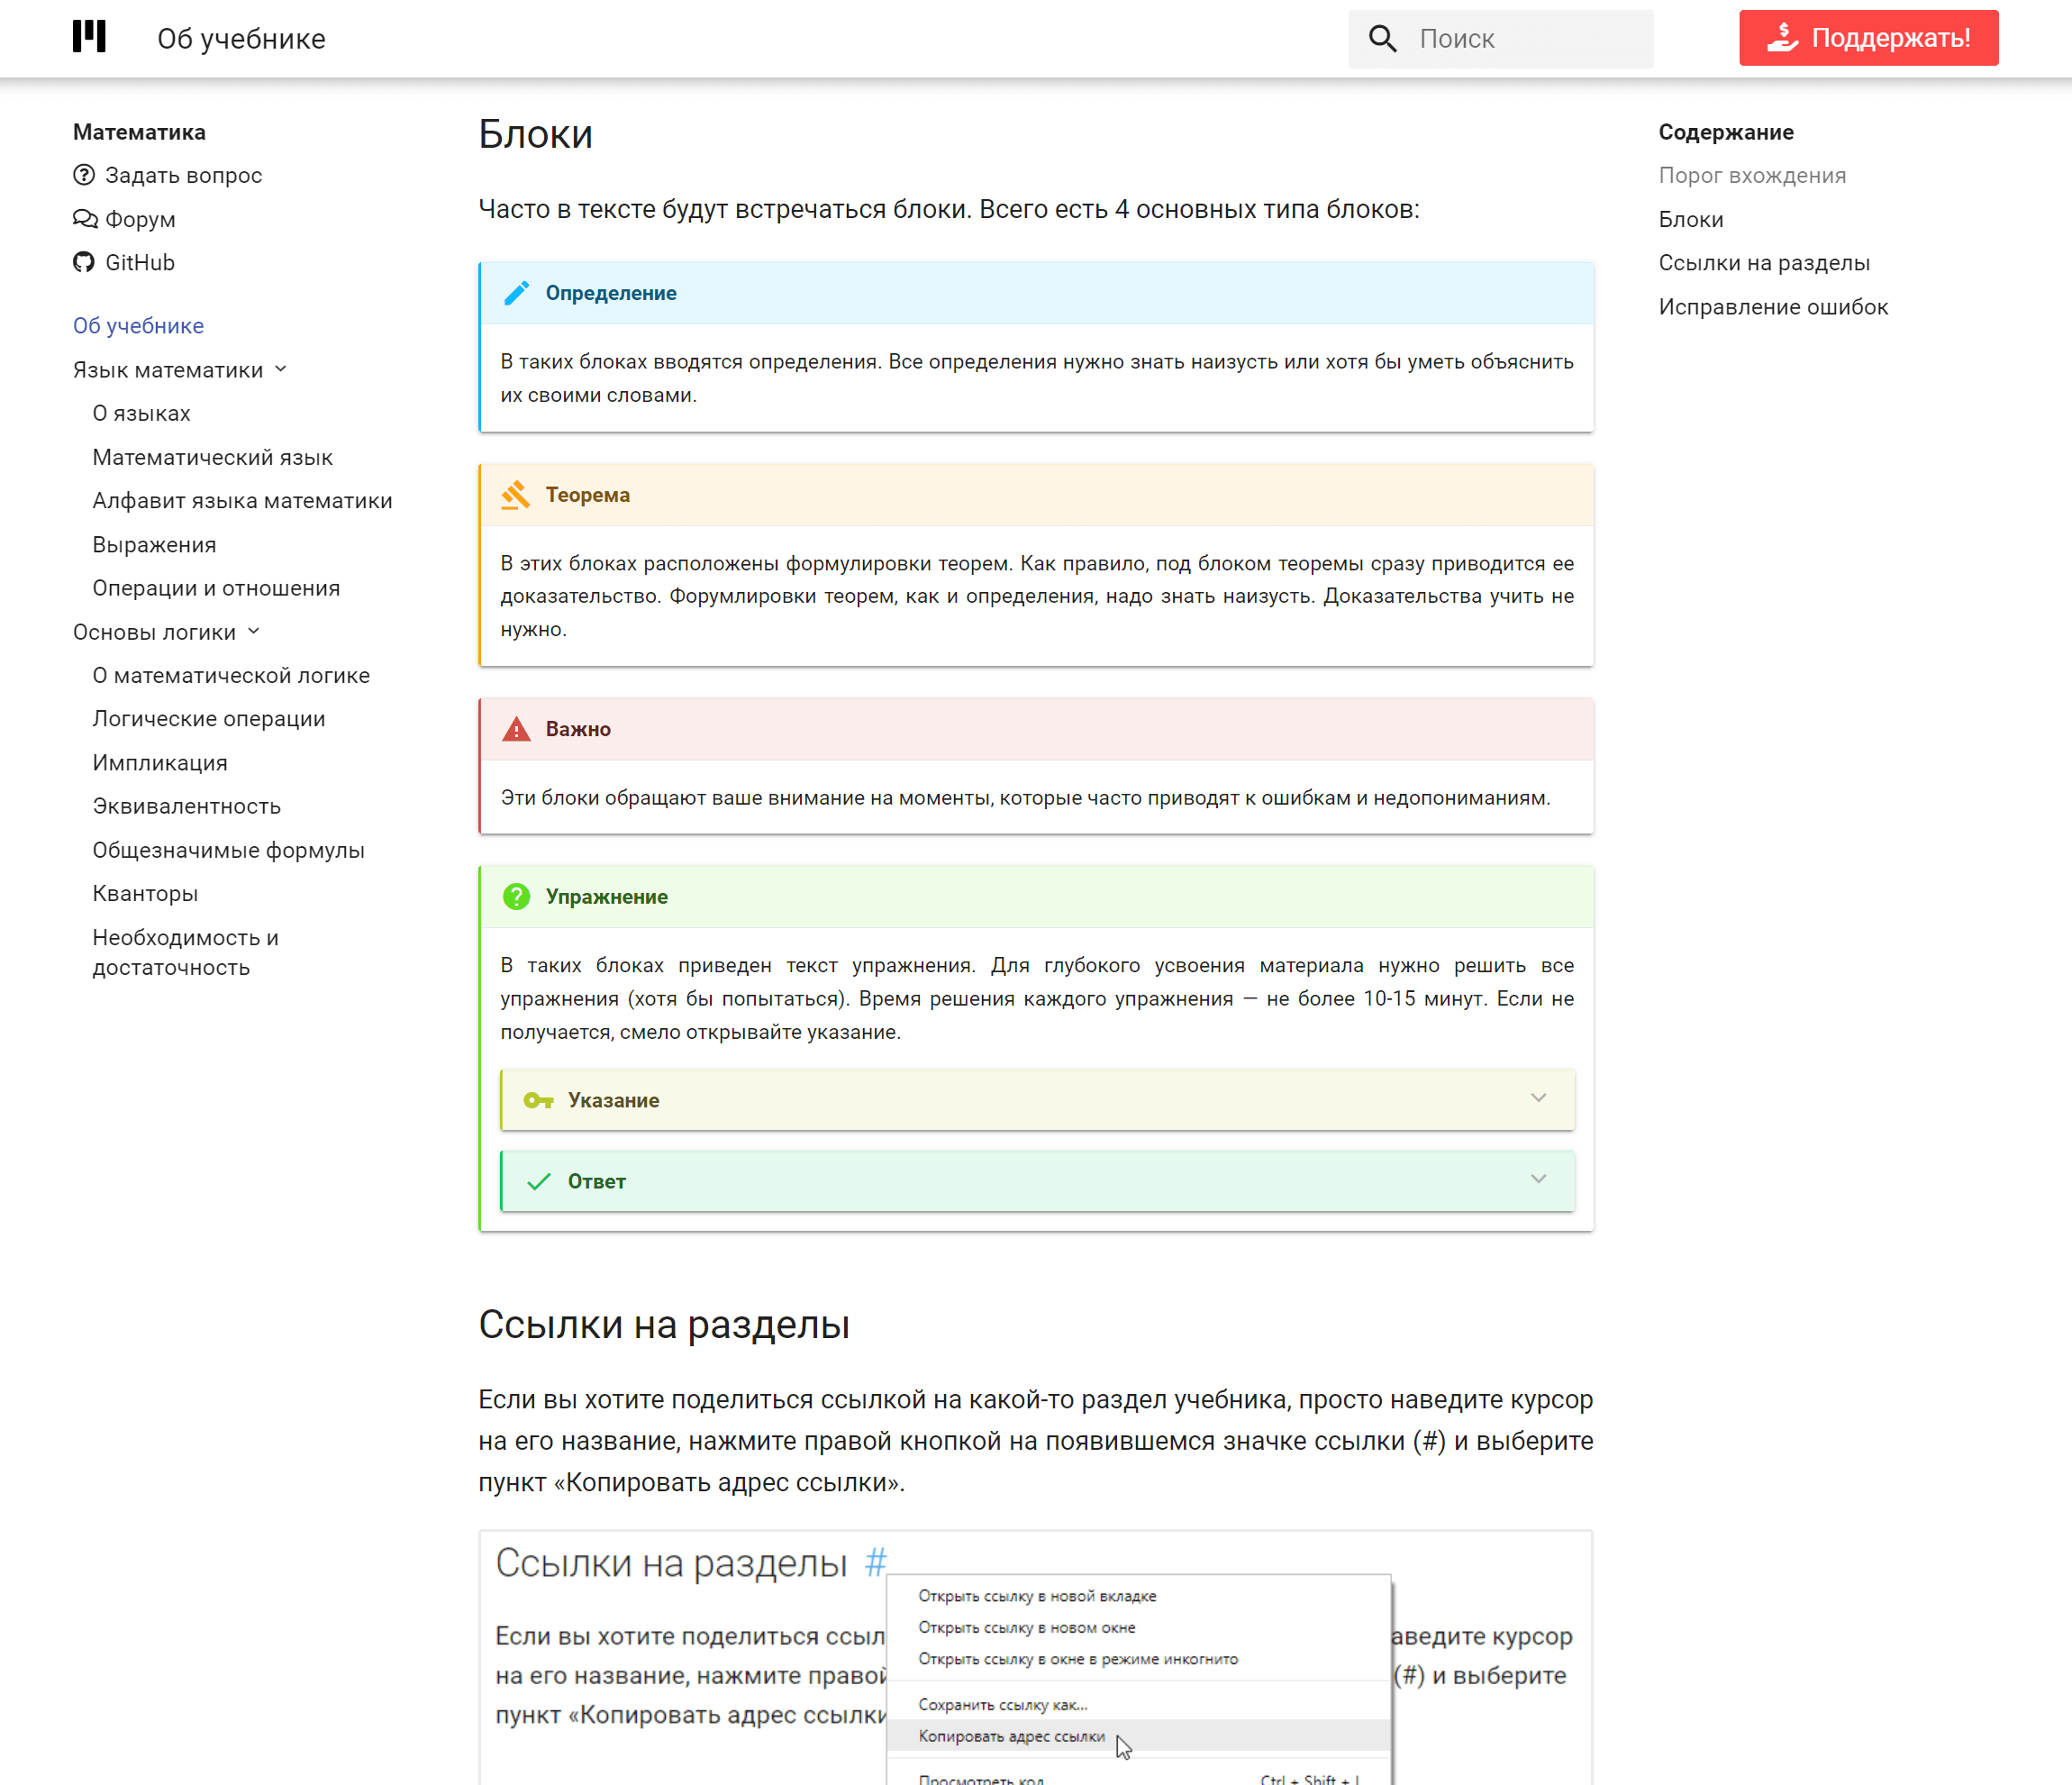 Об учебнике
Поиск
Поддержать!
Математика
Задать вопрос
Форум
GitHub
Об учебнике
Язык математики
О языках
Математический язык
Алфавит языка математики
Выражения
Операции и отношения
Основы логики
О математической логике
Логические операции
Импликация
Эквивалентность
Общезначимые формулы
Кванторы
Необходимость и
достаточность
Блоки
Часто в тексте будут встречаться блоки. Всего есть 4 основных типа блоков:
Определение
В таких блоках вводятся определения. Все определения нужно знать наизусть или хотя бы уметь объяснить
их своими словами.
Теорема
В этих блоках расположены формулировки теорем. Как правило, под блоком теоремы сразу приводится ее
доказательство. Форумлировки теорем, как и определения, надо знать наизусть. Доказательства учить не
нужно.
Важно
Эти блоки обращают ваше внимание на моменты, которые часто приводят к ошибкам и недопониманиям.
Упражнение
В таких блоках приведен текст упражнения. Для глубокого усвоения материала нужно решить все
упражнения (хотя бы попытаться). Время решения каждого упражнения — не более 10-15 минут. Если не
получается, смело открывайте указание.
Указание
Ответ
Ссылки на разделы
Если вы хотите поделиться ссылкой на какой-то раздел учебника, просто наведите курсор
на его название, нажмите правой кнопкой на появившемся значке ссылки (#) и выберите
пункт «Копировать адрес ссылки».
Ссылки на разделы #
Если вы хотите поделиться ссыл аведите курсор
на его название, нажмите правой (#) и выберите
пункт «Копировать адрес ссылки
Открыть ссылку в новой вкладке
Открыть ссылку в новом окне
Открыть ссылку в окне в режиме инкогнито
Сохранить ссылку как...
Копировать адрес ссылки
Просмотреть код Ctrl + Shift + I
Содержание
Порог вхождения
Блоки
Ссылки на разделы
Исправление ошибок